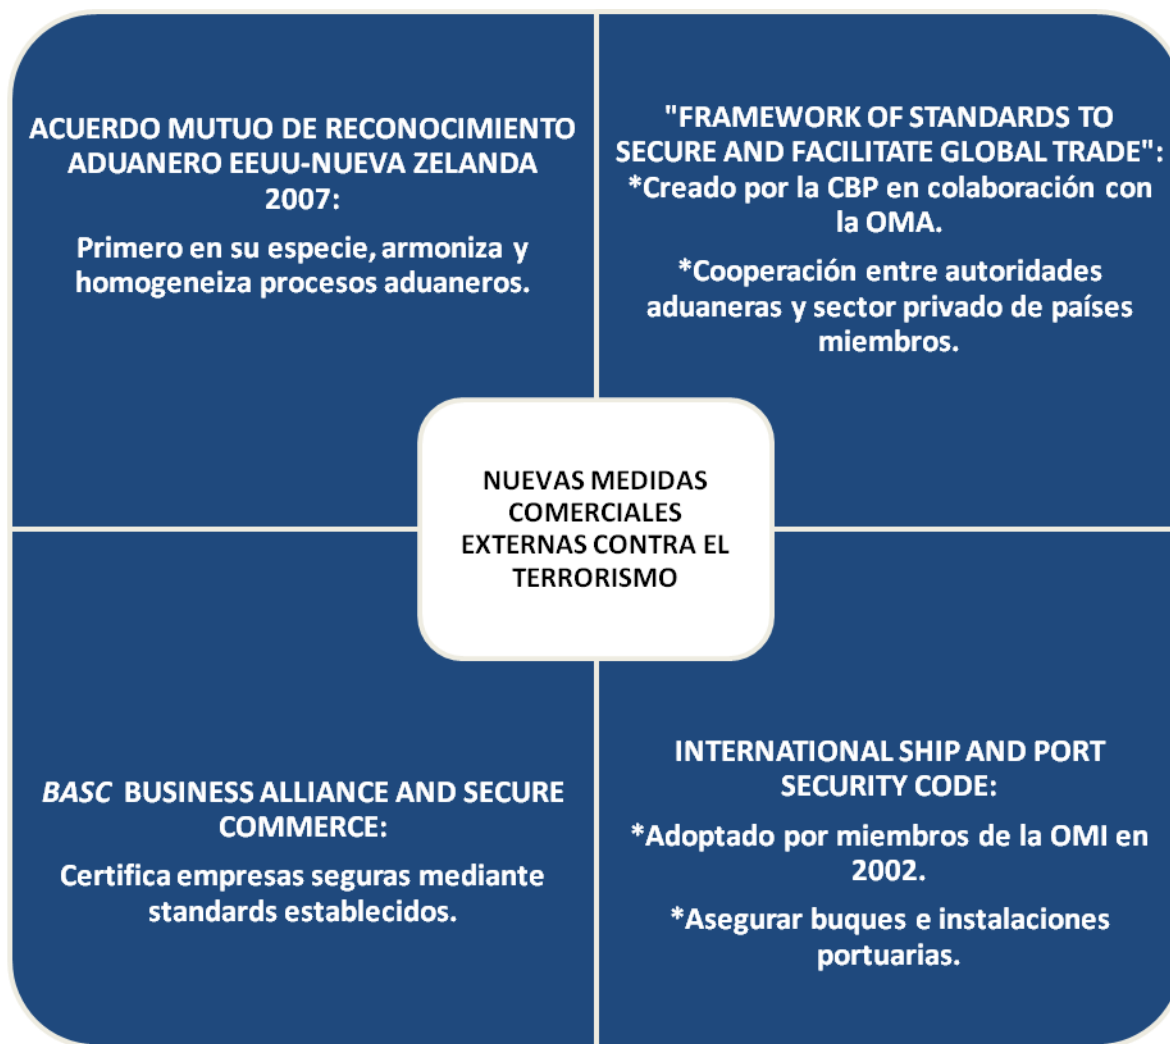 ACUERDO MUTUO DE RECONOCIMIENTO
ADUANERO EEUU-NUEVA ZELANDA
2007:
Primero en su especie, armoniza y
homogeneiza procesos aduaneros.
"FRAMEWORK OF STANDARDS TO
SECURE AND FACILITATE GLOBAL TRADE":
*Creado por la CBP en colaboración con
la OMA.
*Cooperación entre autoridades
aduaneras y sector privado de países
miembros.
NUEVAS MEDIDAS
COMERCIALES
EXTERNAS CONTRA EL
TERRORISMO
BASC BUSINESS ALLIANCE AND SECURE
COMMERCE:
Certifica empresas seguras mediante
standards establecidos.
INTERNATIONAL SHIP AND PORT
SECURITY CODE:
*Adoptado por miembros de la OMI en
2002.
*Asegurar buques e instalaciones
portuarias.